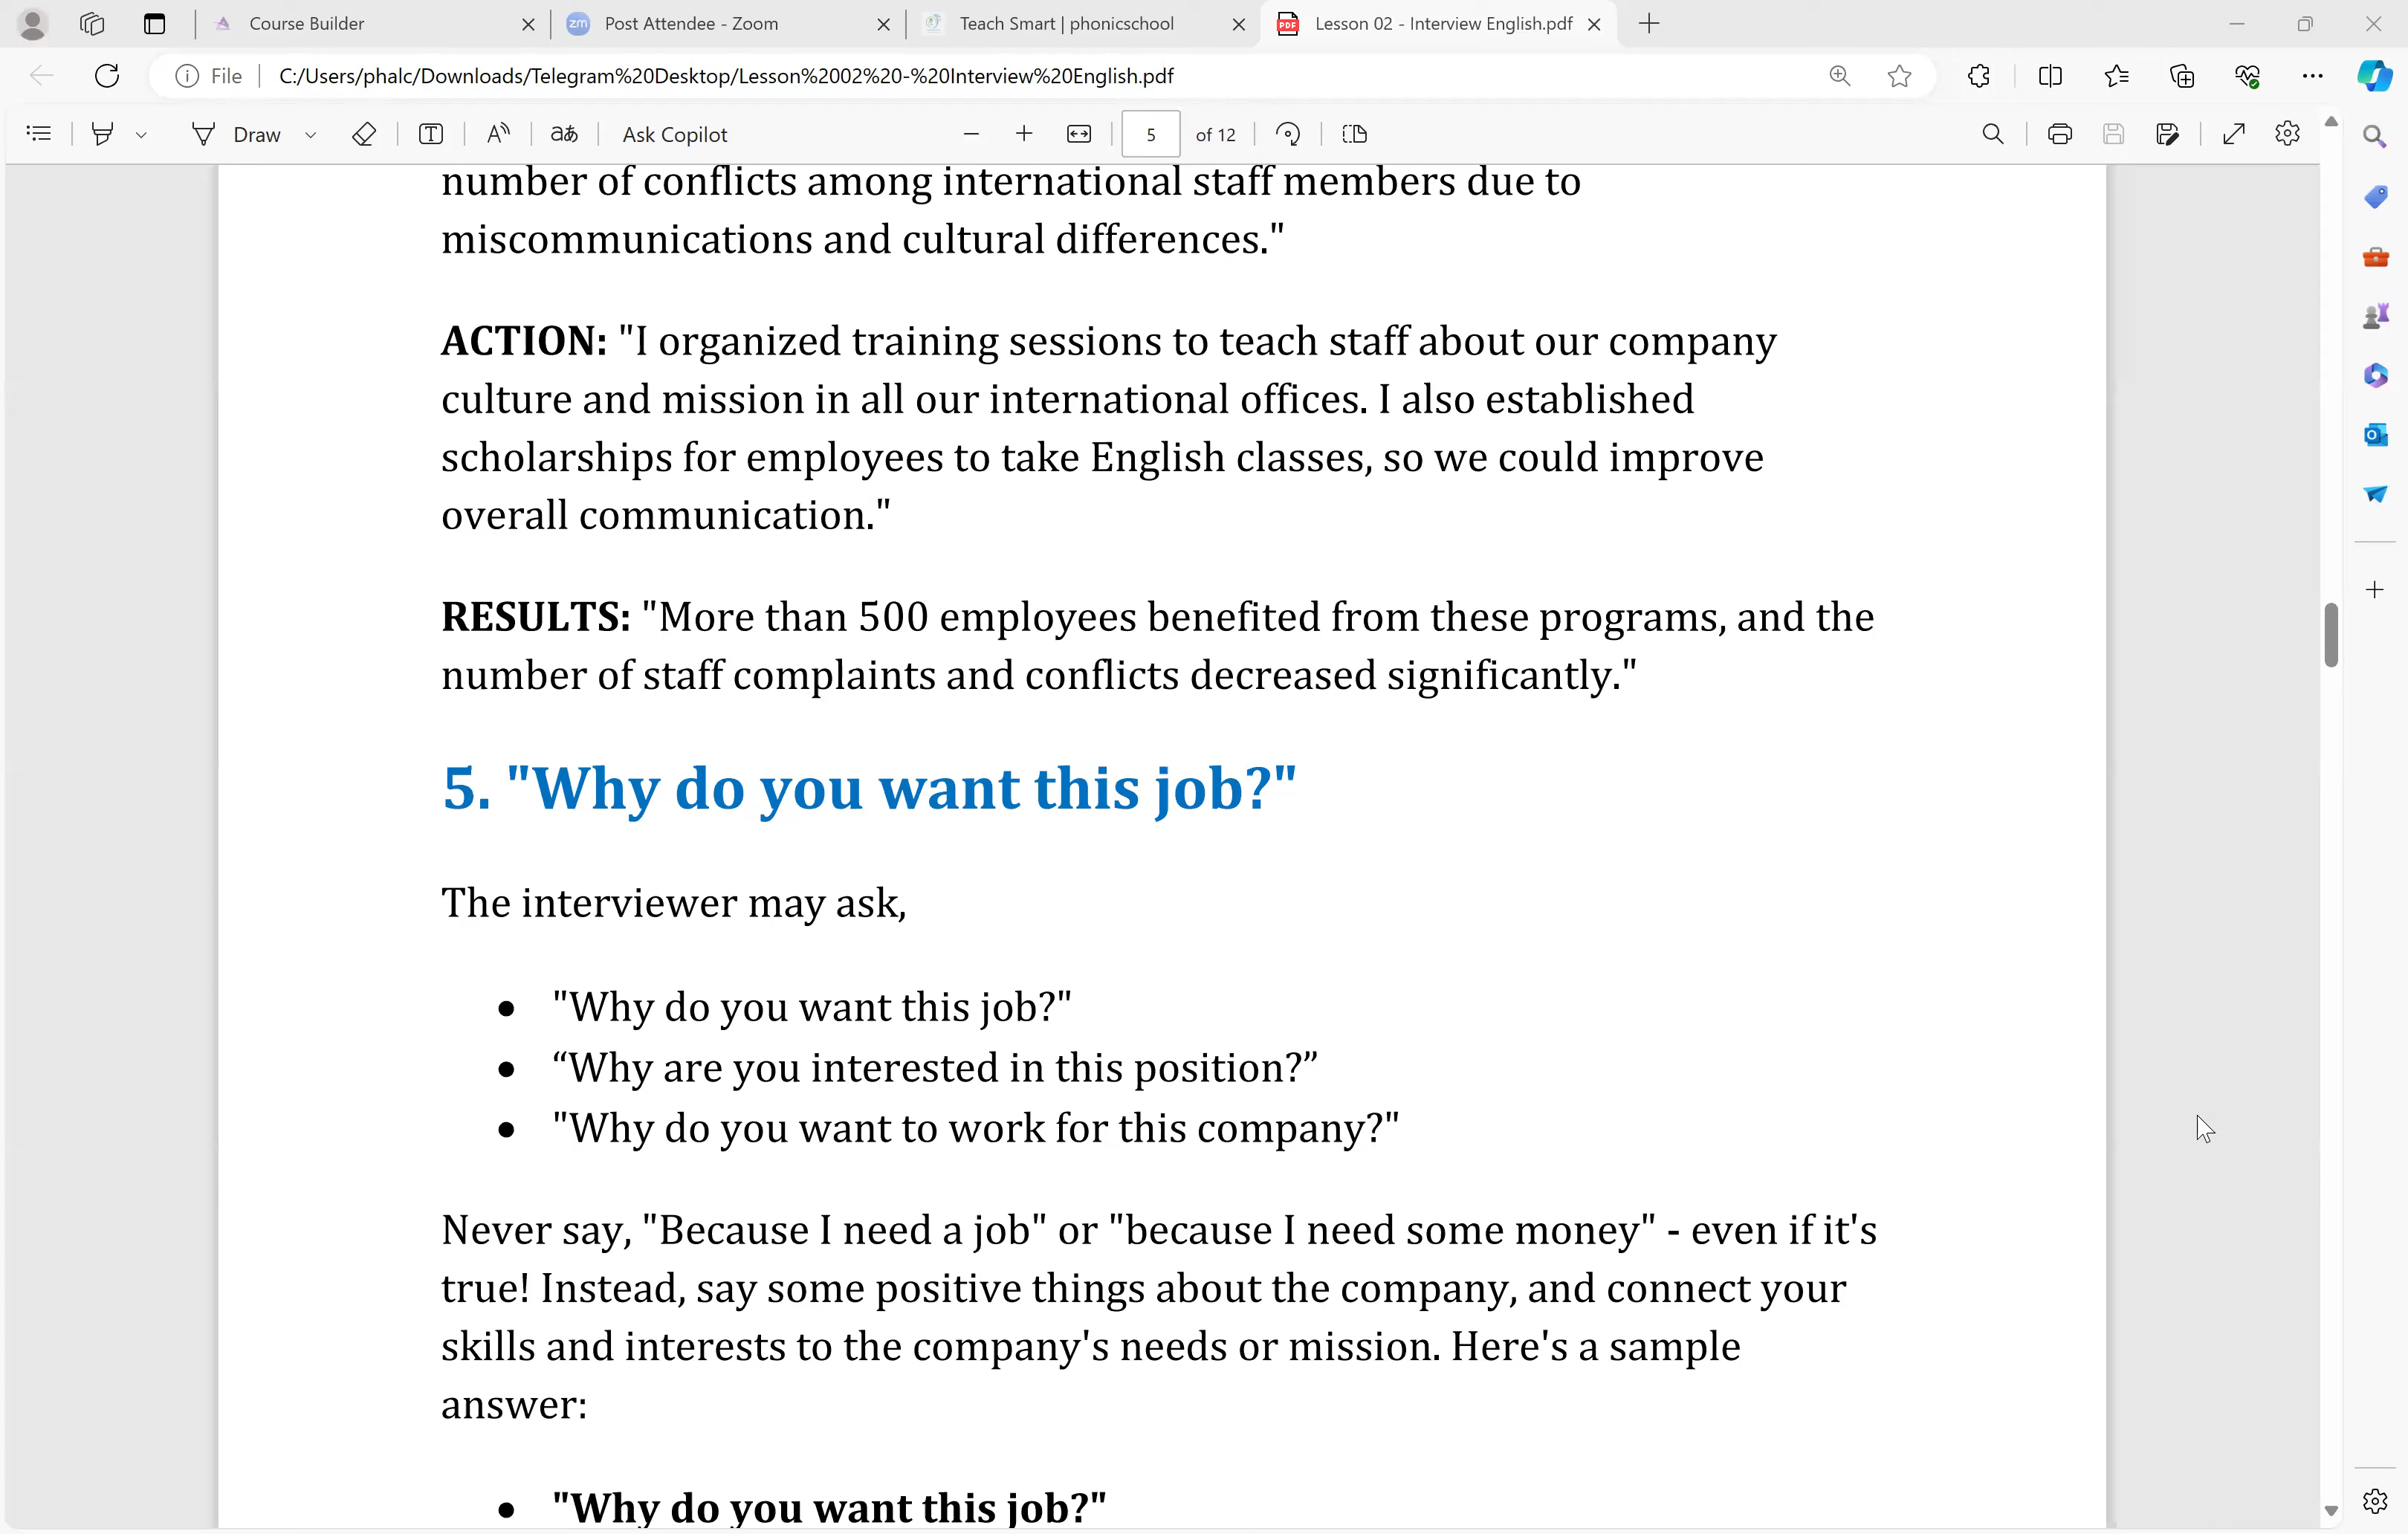 Course Builder
zm Post Attendee - Zoom
Teach Smart | phonicschool
PDF Lesson 02 - Interview English.pdf
File C:/Users/phalc/Downloads/Telegram%20Desktop/Lesson%2002%20-%20Interview%20English.pdf
Draw T aあ Ask Copilot 5 of 12
number of conflicts among international staff members due to
miscommunications and cultural differences."
ACTION: "I organized training sessions to teach staff about our company
culture and mission in all our international offices. I also established
scholarships for employees to take English classes, so we could improve
overall communication."
RESULTS: "More than 500 employees benefited from these programs, and the
number of staff complaints and conflicts decreased significantly."
5. "Why do you want this job?"
The interviewer may ask,
• "Why do you want this job?"
• “Why are you interested in this position?”
• "Why do you want to work for this company?"
Never say, "Because I need a job" or "because I need some money" - even if it's
true! Instead, say some positive things about the company, and connect your
skills and interests to the company's needs or mission. Here's a sample
answer:
• "Why do you want this job?"